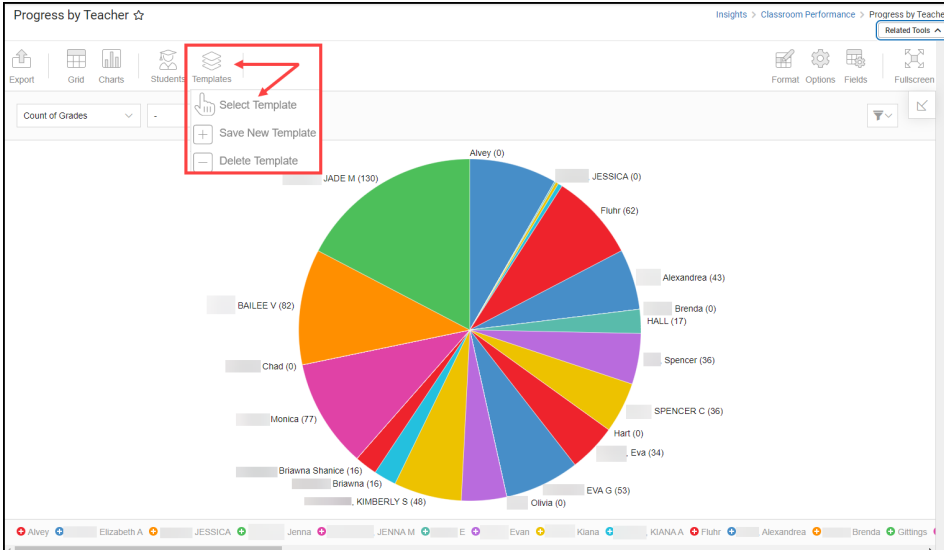 Progress by Teacher
Insights > Classroom Performance > Progress by Teache
Related Tools
Export
Grid
Charts
Students
Templates
Format
Options
Fields
Fullscreen
Count of Grades
-
Select Template
Save New Template
Delete Template
Alvey (0)
JESSICA (0)
JADE M (130)
Fluhr (62)
Alexandrea (43)
BAILEE V (82)
Brenda (0)
HALL (17)
Spencer (36)
Chad (0)
SPENCER C (36)
Monica (77)
Hart (0)
, Eva (34)
Briawna Shanice (16)
Briawna (16)
EVA G (53)
, KIMBERLY S (48)
Olivia (0)
Alvey Elizabeth A JESSICA Jenna JENNA M E Evan Kiana , KIANA A Fluhr Alexandrea Brenda Gittings